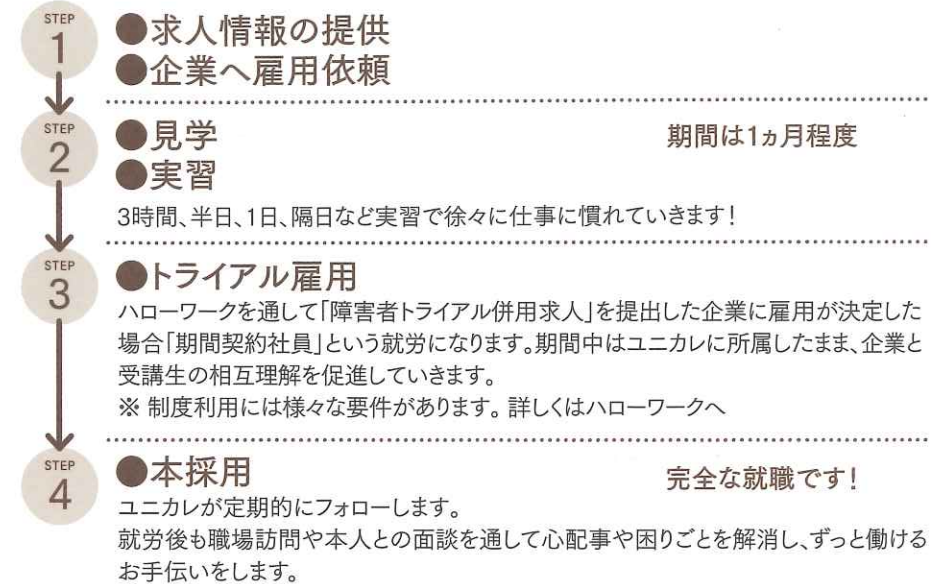 STEP
1
●求人情報の提供
●企業へ雇用依頼
STEP
2
●見学
期間は1ヵ月程度
●実習
3時間、半日、1日、隔日など実習で徐々に仕事に慣れていきます!
STEP
3
●トライアル雇用
ハローワークを通して「障害者トライアル併用求人」を提出した企業に雇用が決定した
場合「期間契約社員」という就労になります。期間中はユニカレに所属したまま、企業と
受講生の相互理解を促進していきます。
※ 制度利用には様々な要件があります。詳しくはハローワークへ
STEP
4
●本採用
完全な就職です!
ユニカレが定期的にフォローします。
就労後も職場訪問や本人との面談を通して心配事や困りごとを解消し、ずっと働ける
お手伝いをします。